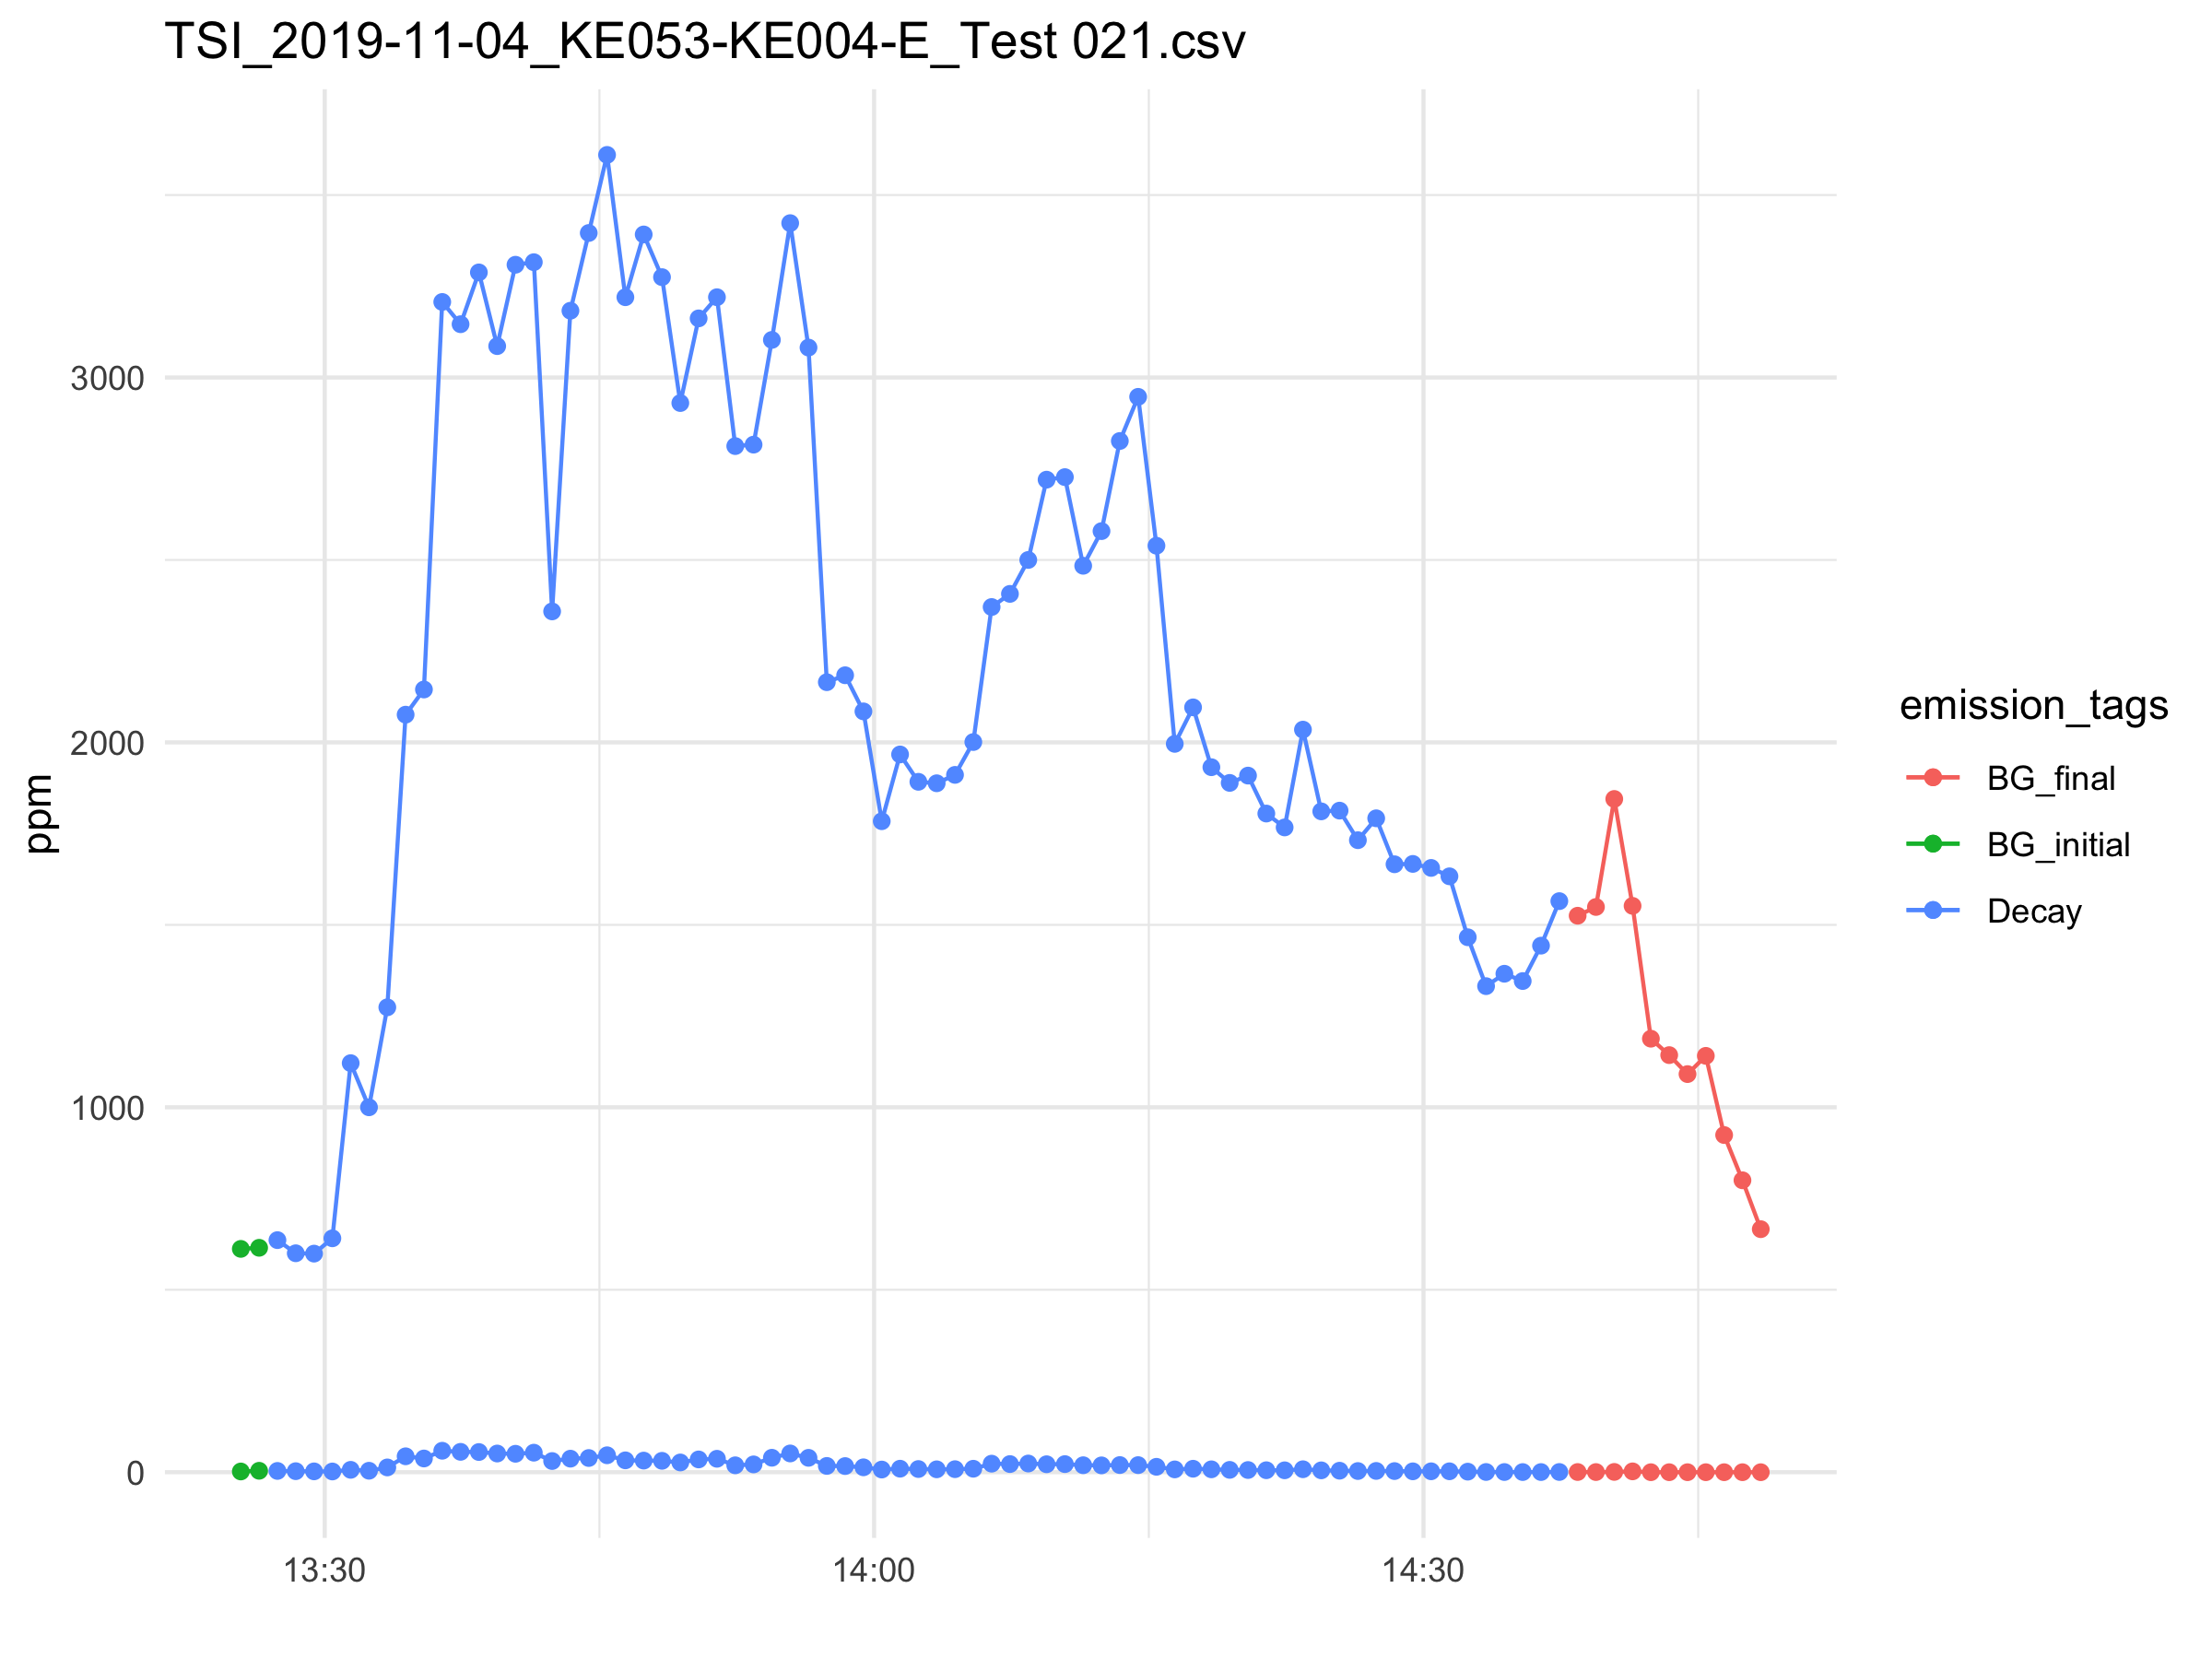 TSI_2019-11-04_KE053-KE004-E_Test 021.csv
ppm
3000
2000
1000
0
13:30
14:00
14:30
emission_tags
BG_final
BG_initial
Decay